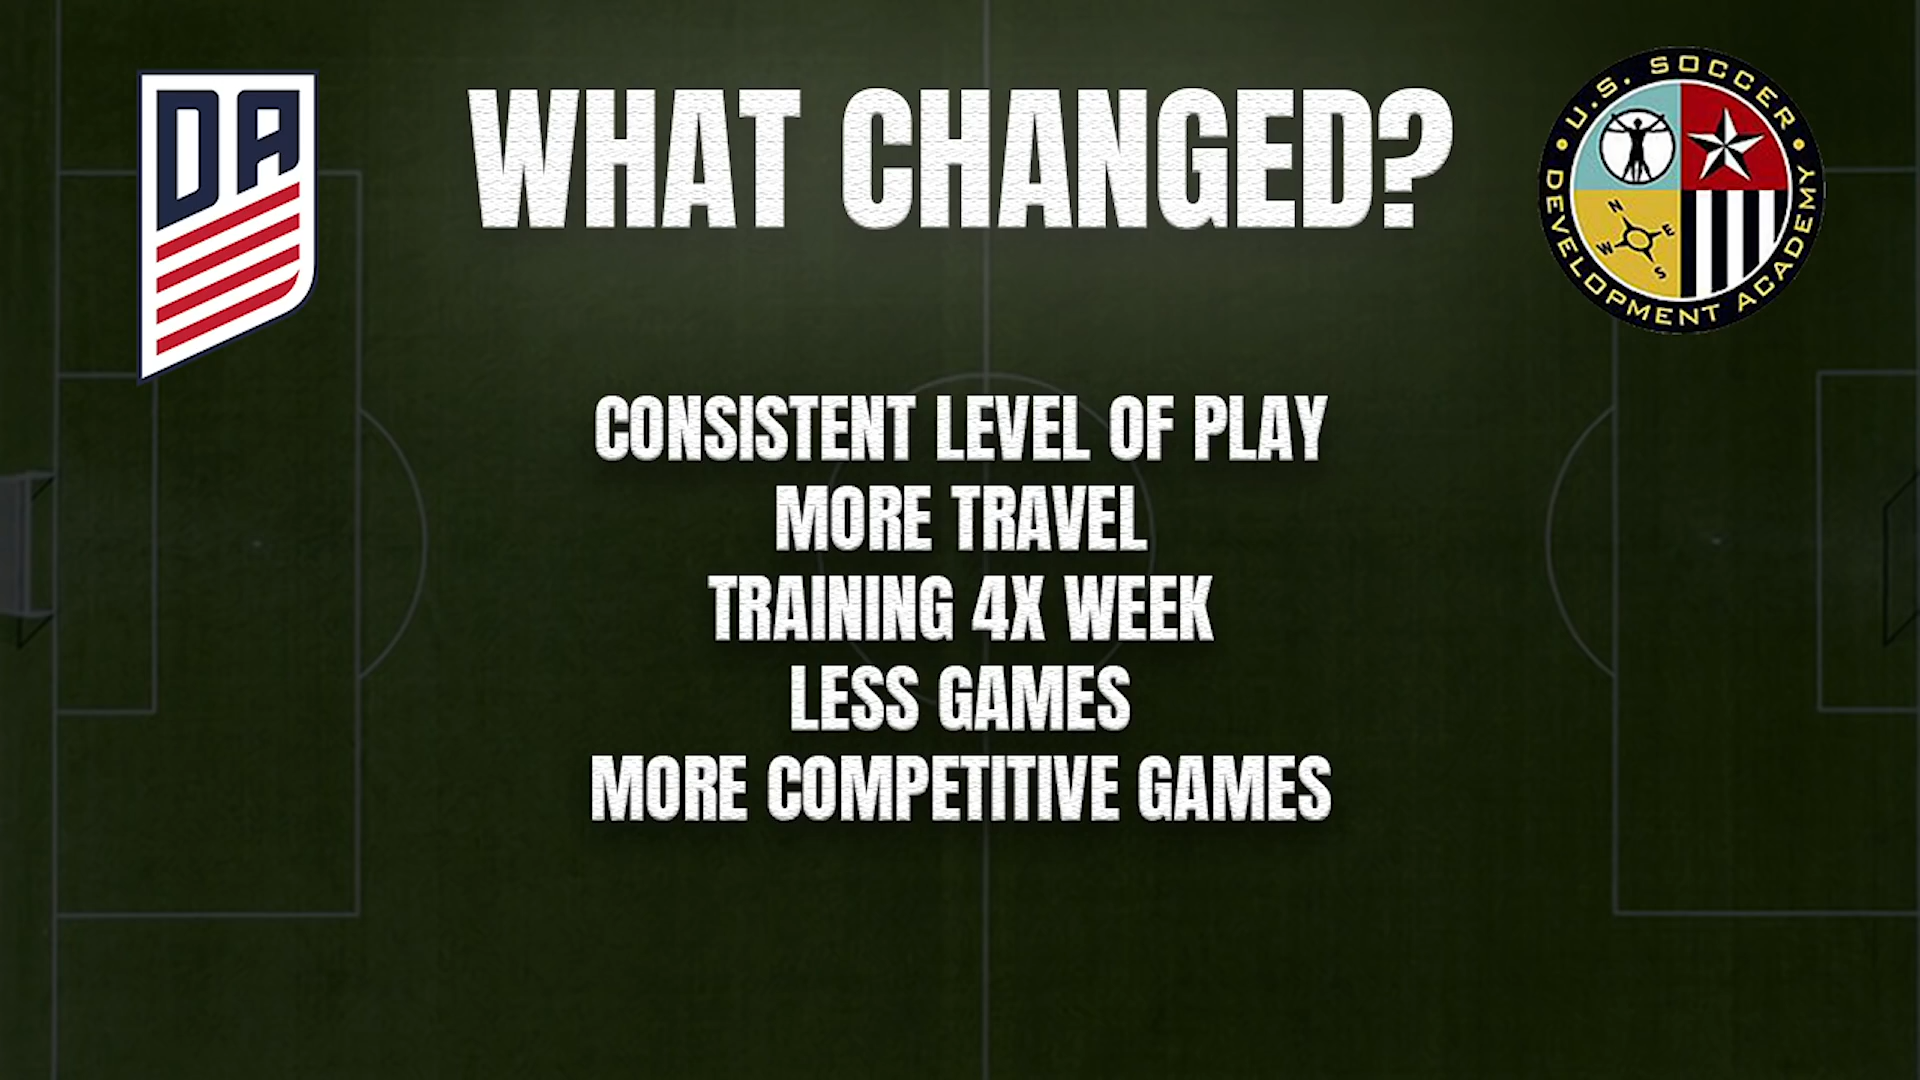 DA
WHAT CHANGED?
U.S. SOCCER
DEVELOPMENT ACADEMY
N
W E
S
CONSISTENT LEVEL OF PLAY
MORE TRAVEL
TRAINING 4X WEEK
LESS GAMES
MORE COMPETITIVE GAMES